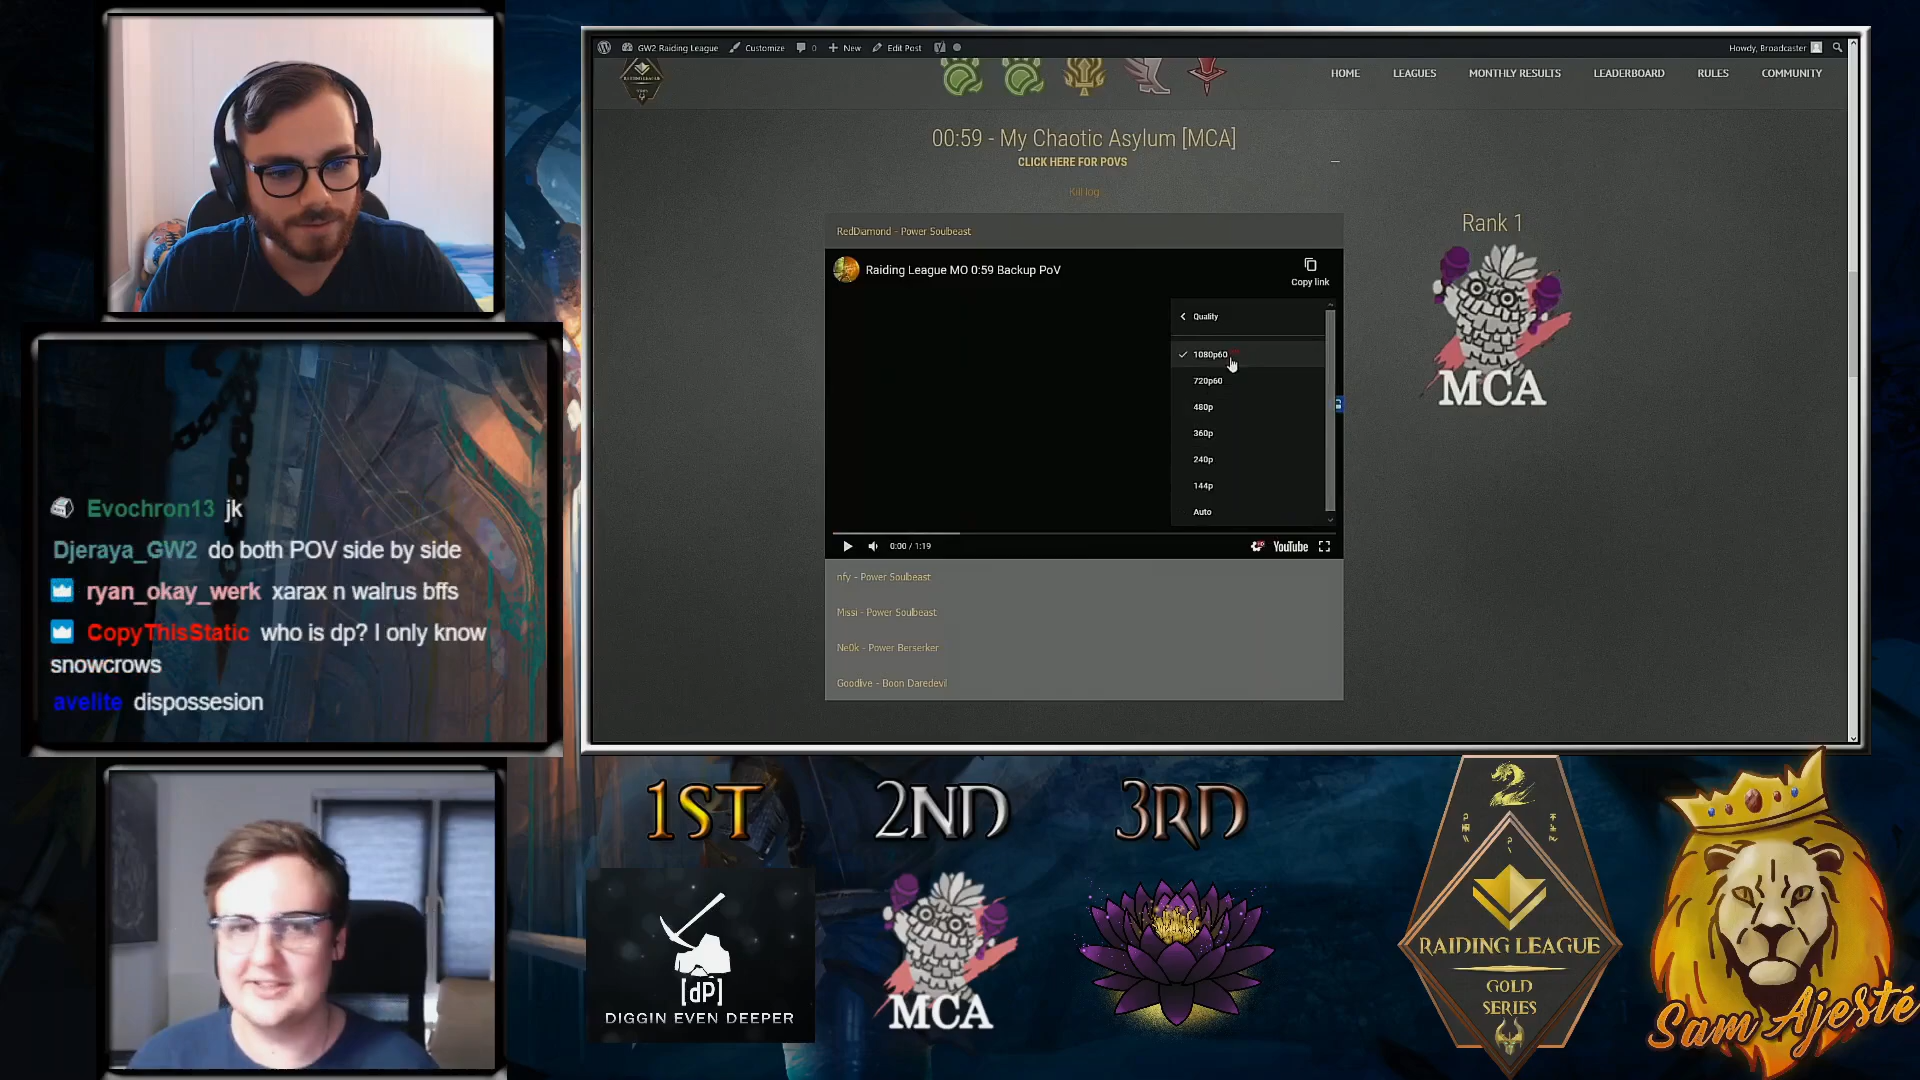 GW2 Raiding League Customize 0 New Edit Post Howdy, Broadcaster
HOME LEAGUES MONTHLY RESULTS LEADERBOARD RULES COMMUNITY
00:59 - My Chaotic Asylum [MCA]
CLICK HERE FOR POVS
Kill log
RedDiamond - Power Soulbeast
Raiding League MO 0:59 Backup PoV
Copy link
Quality
1080p60
720p60
480p
360p
240p
144p
Auto
0:00 / 1:19
YouTube
nfy - Power Soulbeast
Missi - Power Soulbeast
Ne0k - Power Berserker
Goodlive - Boon Daredevil
Rank 1
MCA
Evochron13 jk
Djeraya_GW2 do both POV side by side
ryan_okay_werk xarax n walrus bffs
CopyThisStatic who is dp? I only know
snowcrows
avelite dispossesion
1ST 2ND 3RD
[dP]
DIGGIN EVEN DEEPER
MCA
RAIDING LEAGUE
GOLD
SERIES
Sam Ajesté